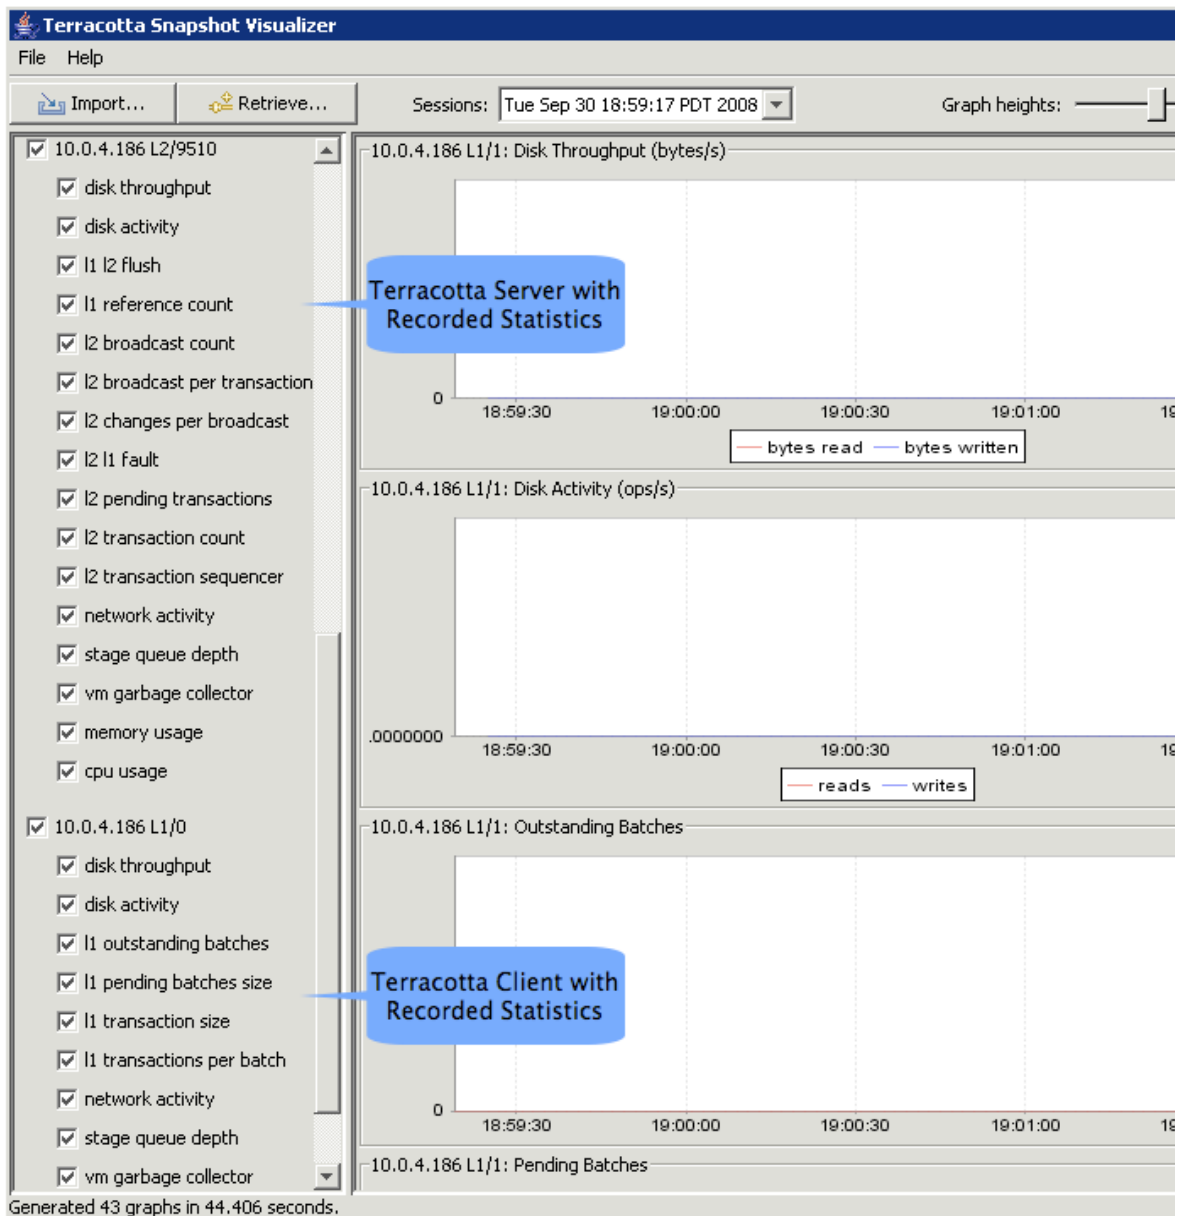 Terracotta Snapshot Visualizer
File Help
Import... Retrieve... Sessions: Tue Sep 30 18:59:17 PDT 2008 Graph heights:
10.0.4.186 L2/9510
disk throughput
disk activity
l1 l2 flush
l1 reference count
l2 broadcast count
l2 broadcast per transaction
l2 changes per broadcast
l2 l1 fault
l2 pending transactions
l2 transaction count
l2 transaction sequencer
network activity
stage queue depth
vm garbage collector
memory usage
cpu usage
10.0.4.186 L1/0
disk throughput
disk activity
l1 outstanding batches
l1 pending batches size
l1 transaction size
l1 transactions per batch
network activity
stage queue depth
vm garbage collector
Terracotta Server with
Recorded Statistics
Terracotta Client with
Recorded Statistics
10.0.4.186 L1/1: Disk Throughput (bytes/s)
0
18:59:30 19:00:00 19:00:30 19:01:00 19
bytes read bytes written
10.0.4.186 L1/1: Disk Activity (ops/s)
.0000000
18:59:30 19:00:00 19:00:30 19:01:00 19
reads writes
10.0.4.186 L1/1: Outstanding Batches
0
18:59:30 19:00:00 19:00:30 19:01:00 19
10.0.4.186 L1/1: Pending Batches
Generated 43 graphs in 44.406 seconds.